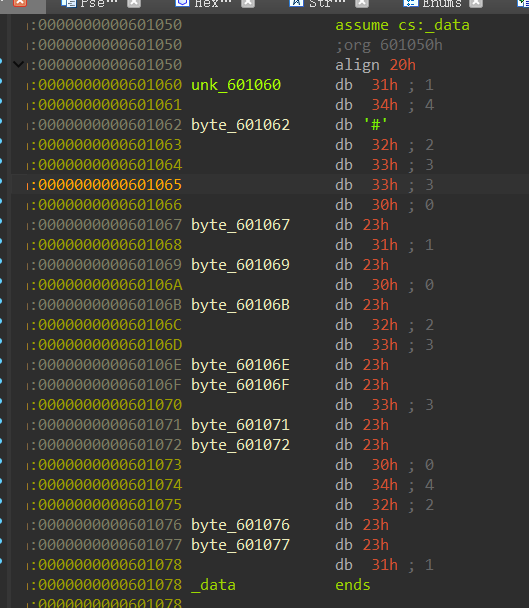 Pse
Hex
Str
Enums
:0000000000601050 assume cs:_data
:0000000000601050 ;org 601050h
:0000000000601050 align 20h
:0000000000601060 unk_601060 db 31h ; 1
:0000000000601061 db 34h ; 4
:0000000000601062 byte_601062 db '#'
:0000000000601063 db 32h ; 2
:0000000000601064 db 33h ; 3
:0000000000601065 db 33h ; 3
:0000000000601066 db 30h ; 0
:0000000000601067 byte_601067 db 23h
:0000000000601068 db 31h ; 1
:0000000000601069 byte_601069 db 23h
:000000000060106A db 30h ; 0
:000000000060106B byte_60106B db 23h
:000000000060106C db 32h ; 2
:000000000060106D db 33h ; 3
:000000000060106E byte_60106E db 23h
:000000000060106F byte_60106F db 23h
:0000000000601070 db 33h ; 3
:0000000000601071 byte_601071 db 23h
:0000000000601072 byte_601072 db 23h
:0000000000601073 db 30h ; 0
:0000000000601074 db 34h ; 4
:0000000000601075 db 32h ; 2
:0000000000601076 byte_601076 db 23h
:0000000000601077 byte_601077 db 23h
:0000000000601078 db 31h ; 1
:0000000000601078 _data ends
:0000000000601078